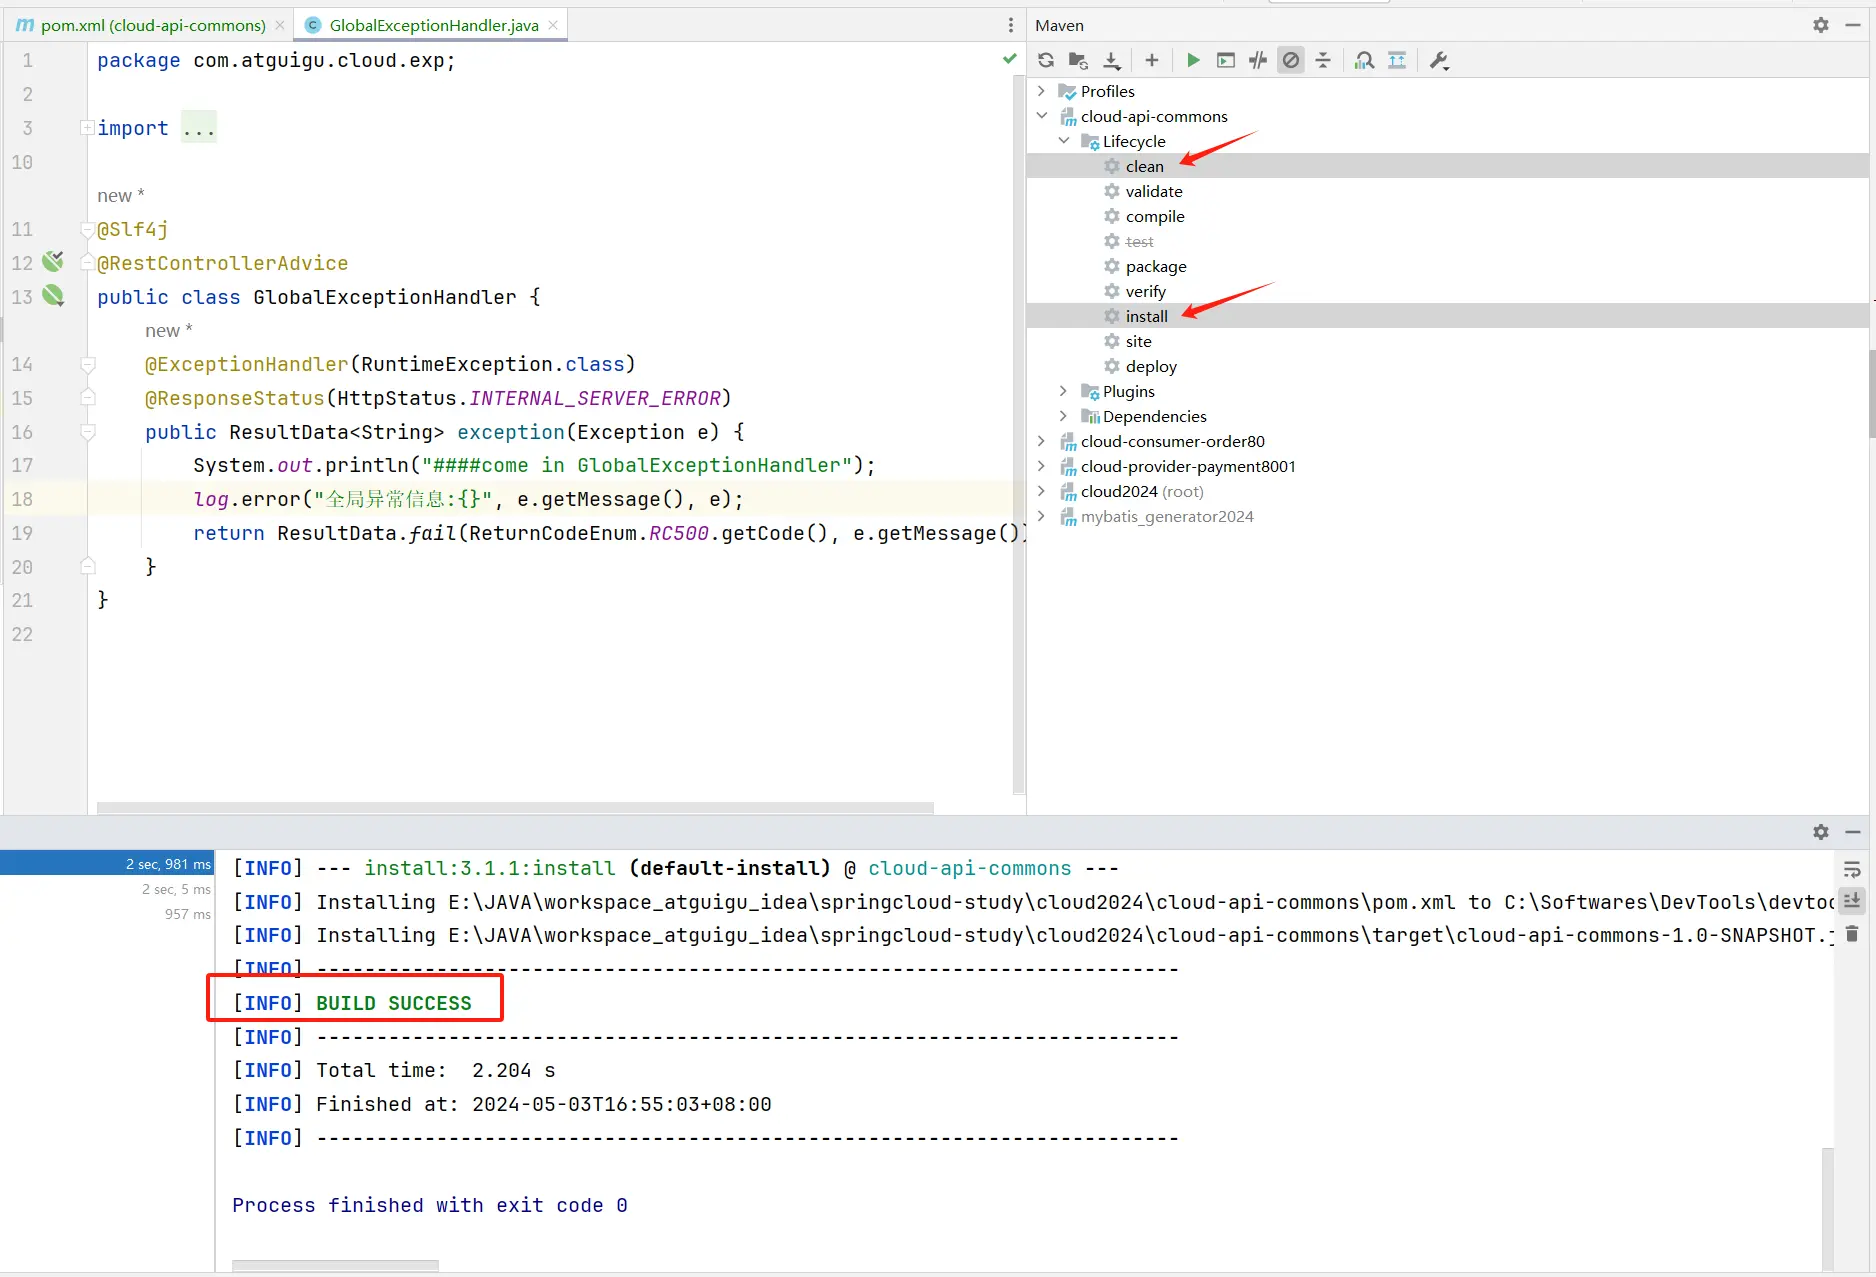 pom.xml (cloud-api-commons)
GlobalExceptionHandler.java
1 package com.atguigu.cloud.exp;
2
3 import ...
10
new *
11 @Slf4j
12 @RestControllerAdvice
13 public class GlobalExceptionHandler {
new *
14 @ExceptionHandler(RuntimeException.class)
15 @ResponseStatus(HttpStatus.INTERNAL_SERVER_ERROR)
16 public ResultData<String> exception(Exception e) {
17 System.out.println("####come in GlobalExceptionHandler");
18 log.error("全局异常信息:{}", e.getMessage(), e);
19 return ResultData.fail(ReturnCodeEnum.RC500.getCode(), e.getMessage())
20 }
21 }
22
Maven
Profiles
cloud-api-commons
Lifecycle
clean
validate
compile
test
package
verify
install
site
deploy
Plugins
Dependencies
cloud-consumer-order80
cloud-provider-payment8001
cloud2024 (root)
mybatis_generator2024
2 sec, 981 ms
2 sec, 5 ms
957 ms
[INFO] --- install:3.1.1:install (default-install) @ cloud-api-commons ---
[INFO] Installing E:\JAVA\workspace_atguigu_idea\springcloud-study\cloud2024\cloud-api-commons\pom.xml to C:\Softwares\DevTools\devtoo
[INFO] Installing E:\JAVA\workspace_atguigu_idea\springcloud-study\cloud2024\cloud-api-commons\target\cloud-api-commons-1.0-SNAPSHOT.j
[INFO] ------------------------------------------------------------------------
[INFO] BUILD SUCCESS
[INFO] ------------------------------------------------------------------------
[INFO] Total time:  2.204 s
[INFO] Finished at: 2024-05-03T16:55:03+08:00
[INFO] ------------------------------------------------------------------------
Process finished with exit code 0